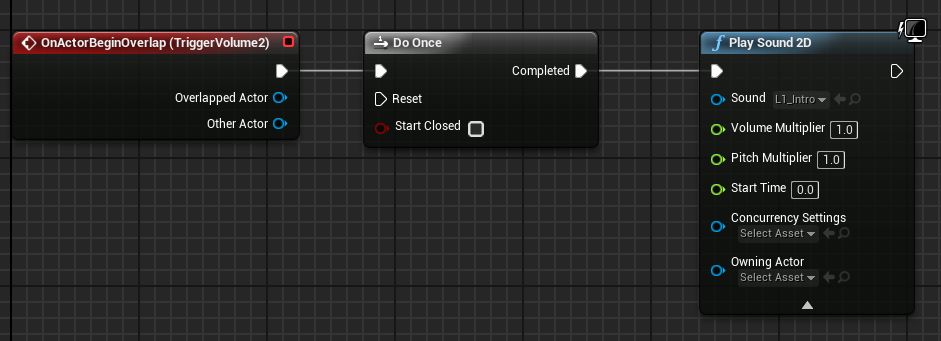 OnActorBeginOverlap (TriggerVolume2)
Overlapped Actor
Other Actor
Do Once
Completed
Reset
Start Closed
Play Sound 2D
Sound L1_Intro
Volume Multiplier 1.0
Pitch Multiplier 1.0
Start Time 0.0
Concurrency Settings
Select Asset
Owning Actor
Select Asset